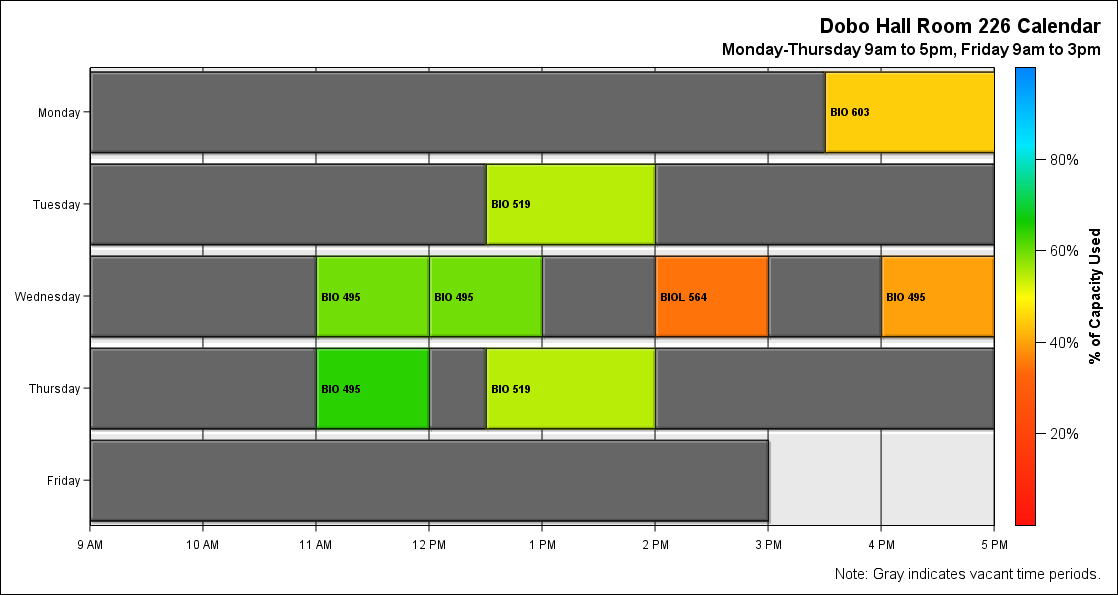 Dobo Hall Room 226 Calendar
Monday-Thursday 9am to 5pm, Friday 9am to 3pm
Monday
BIO 603
Tuesday
BIO 519
Wednesday
BIO 495
BIO 495
BIOL 564
BIO 495
Thursday
BIO 495
BIO 519
Friday
9 AM
10 AM
11 AM
12 PM
1 PM
2 PM
3 PM
4 PM
5 PM
80%
60%
40%
20%
% of Capacity Used
Note: Gray indicates vacant time periods.